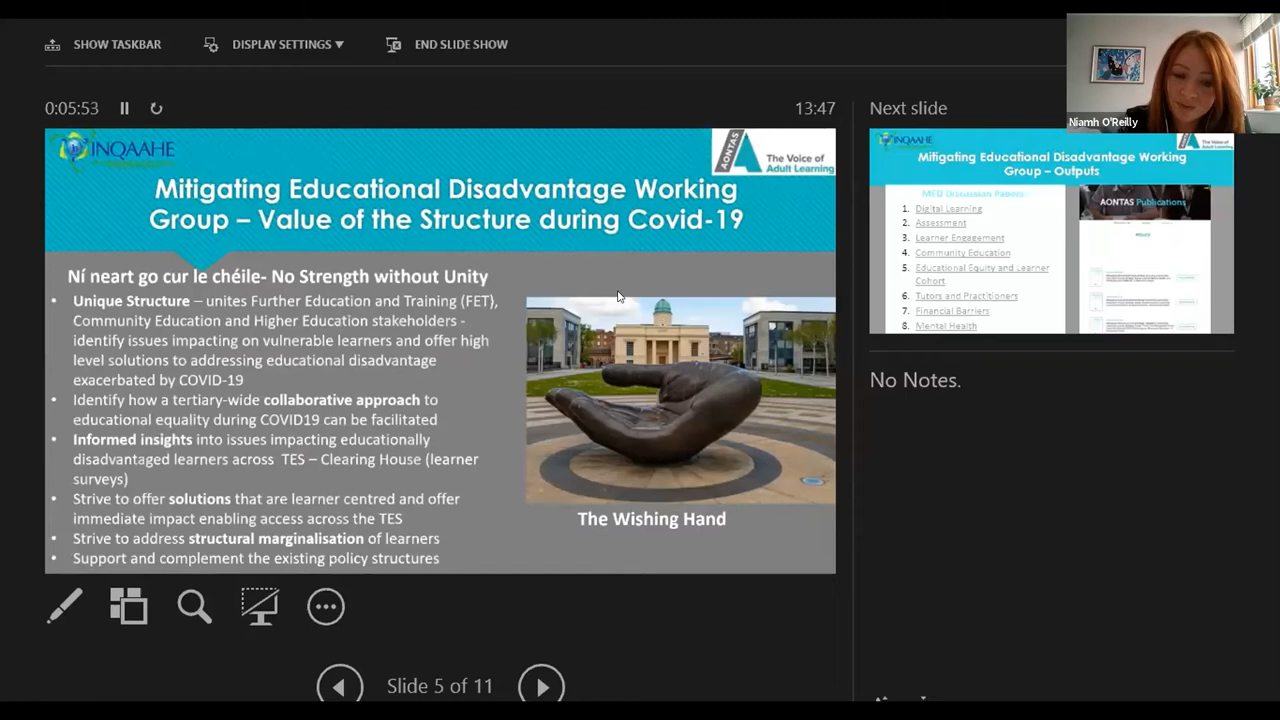 SHOW TASKBAR
DISPLAY SETTINGS ▼
END SLIDE SHOW
Niamh O'Reilly
0:05:53
13:47
INQAAHE
AONTAS
The Voice of
Adult Learning
Mitigating Educational Disadvantage Working
Group – Value of the Structure during Covid-19
Ní neart go cur le chéile- No Strength without Unity
• Unique Structure – unites Further Education and Training (FET),
Community Education and Higher Education stakeholders -
identify issues impacting on vulnerable learners and offer high
level solutions to addressing educational disadvantage
exacerbated by COVID-19
• Identify how a tertiary-wide collaborative approach to
educational equality during COVID19 can be facilitated
• Informed insights into issues impacting educationally
disadvantaged learners across TES – Clearing House (learner
surveys)
• Strive to offer solutions that are learner centred and offer
immediate impact enabling access across the TES
• Strive to address structural marginalisation of learners
• Support and complement the existing policy structures
The Wishing Hand
Slide 5 of 11
Next slide
INQAAHE
AONTAS
The Voice of
Adult Learning
Mitigating Educational Disadvantage Working
Group – Outputs
MED Discussion Papers
1. Digital Learning
2. Assessment
3. Learner Engagement
4. Community Education
5. Educational Equity and Learner
Cohort
6. Tutors and Practitioners
7. Financial Barriers
8. Mental Health
AONTAS Publications
No Notes.